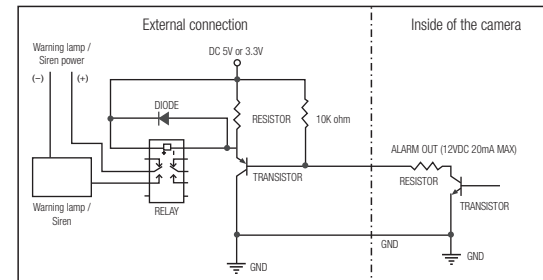 External connection
Inside of the camera
Warning lamp /
Siren power
(−)
(+)
DC 5V or 3.3V
DIODE
RESISTOR
10K ohm
ALARM OUT (12VDC 20mA MAX)
RESISTOR
TRANSISTOR
TRANSISTOR
RELAY
Warning lamp /
Siren
GND
GND
GND